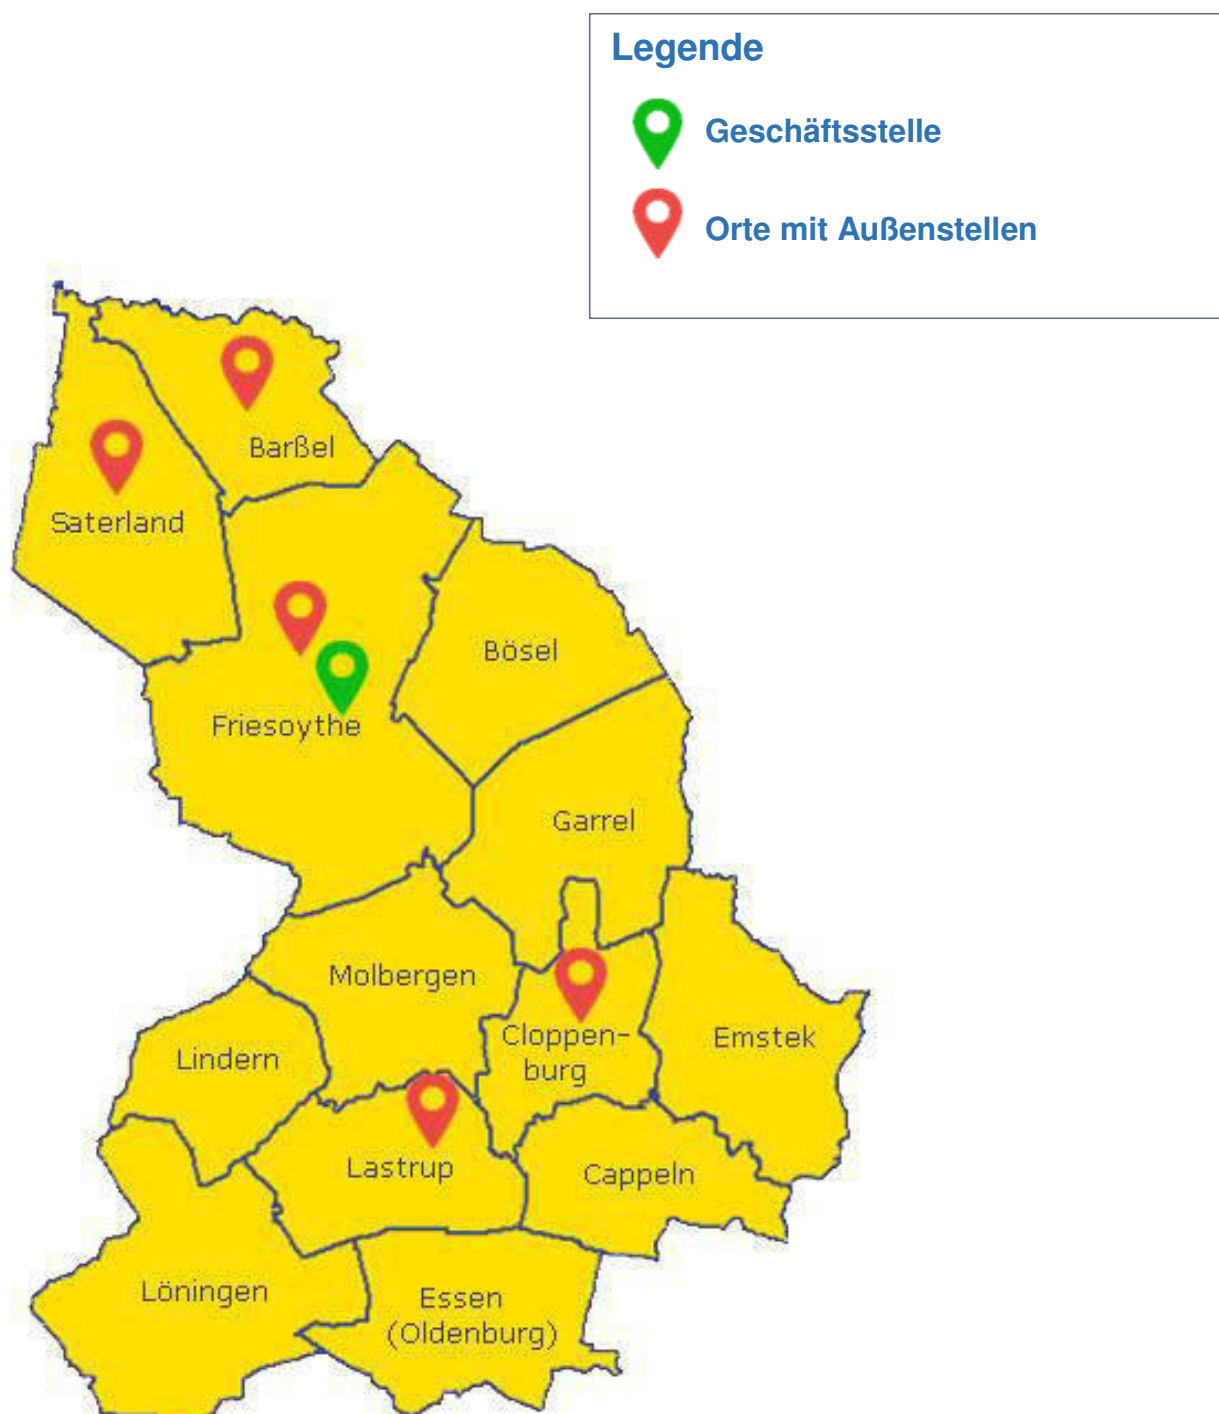 Legende
Geschäftsstelle
Orte mit Außenstellen
Barßel
Saterland
Bösel
Friesoythe
Garrel
Molbergen
Cloppen-
burg
Emstek
Lindern
Lastrup
Cappeln
Löningen
Essen
(Oldenburg)